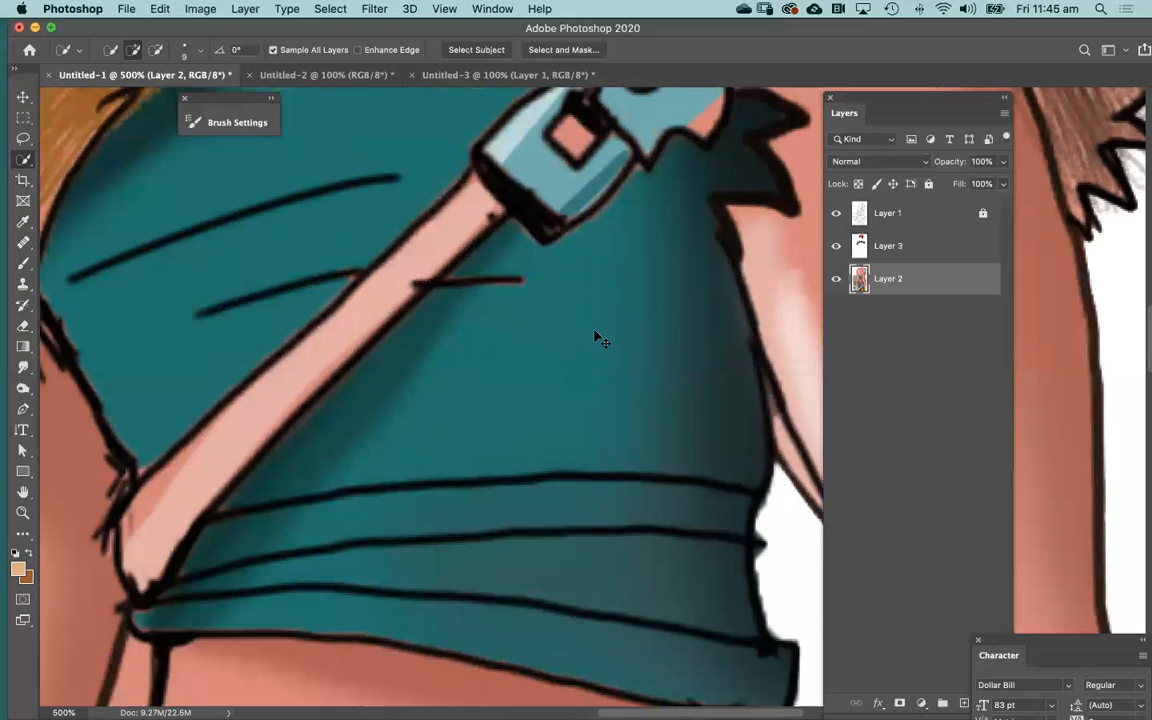 Photoshop File Edit Image Layer Type Select Filter 3D View Window Help Fri 11:45 am
Adobe Photoshop 2020
9 0° Sample All Layers Enhance Edge Select Subject Select and Mask...
Untitled-1 @ 500% (Layer 2, RGB/8*) * Untitled-2 @ 100% (RGB/8*) * Untitled-3 @ 100% (Layer 1, RGB/8*) *
Brush Settings
Layers
Kind
Normal Opacity: 100%
Lock: Fill: 100%
Layer 1
Layer 3
Layer 2
Character
Dollar Bill Regular
83 pt (Auto)
500% Doc: 9.27M/22.5M